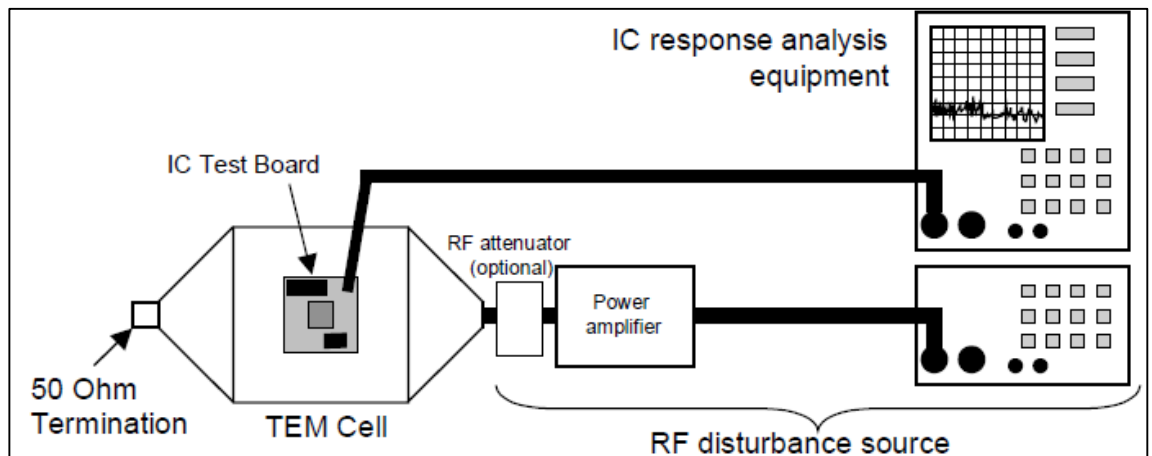 IC response analysis
equipment
IC Test Board
RF attenuator
(optional)
Power
amplifier
50 Ohm
Termination
TEM Cell
RF disturbance source